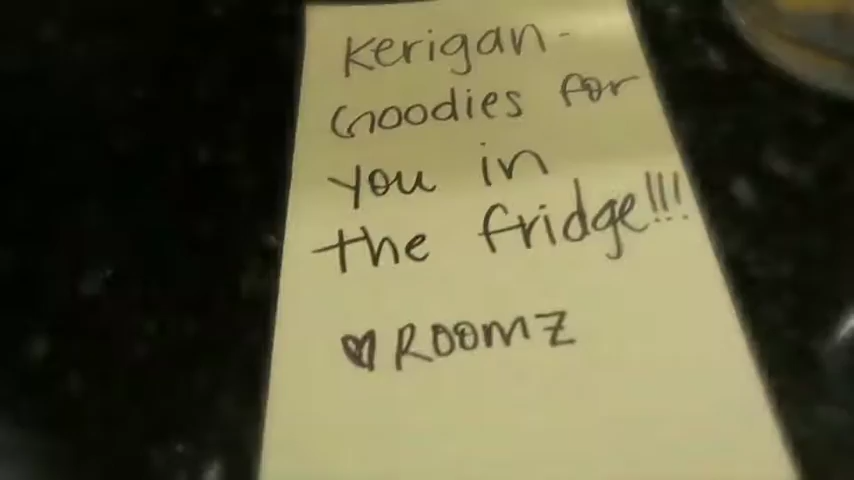 Kerigan-
Goodies for
you in
the fridge!!!
♥ Roomz